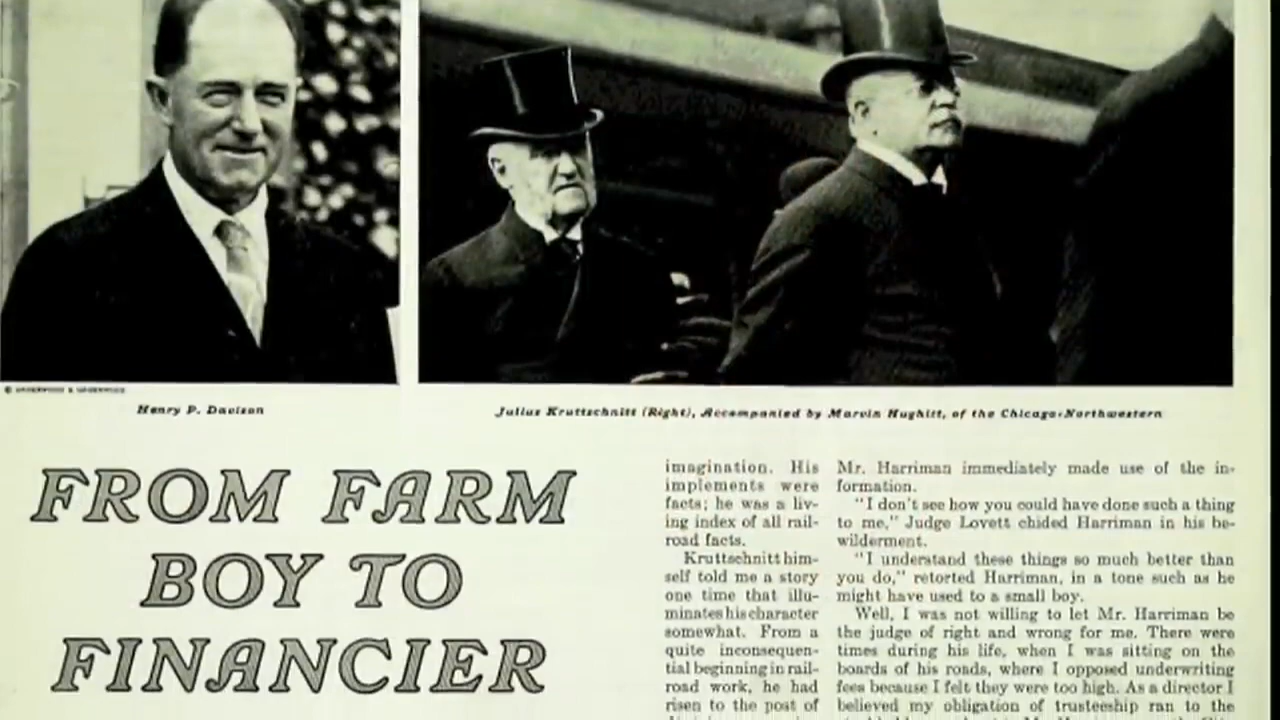 © UNDERWOOD & UNDERWOOD
Henry P. Davison
Julius Kruttschnitt (Right), Accompanied by Marvin Hughitt, of the Chicago-Northwestern
FROM FARM
BOY TO
FINANCIER
imagination. His
implements were
facts; he was a liv-
ing index of all rail-
road facts.
Kruttschnitt him-
self told me a story
one time that illu-
minates his character
somewhat. From a
quite inconsequen-
tial beginning in rail-
road work, he had
risen to the post of
Mr. Harriman immediately made use of the in-
formation.
"I don't see how you could have done such a thing
to me," Judge Lovett chided Harriman in his be-
wilderment.
"I understand these things so much better than
you do," retorted Harriman, in a tone such as he
might have used to a small boy.
Well, I was not willing to let Mr. Harriman be
the judge of right and wrong for me. There were
times during his life, when I was sitting on the
boards of his roads, where I opposed underwriting
fees because I felt they were too high. As a director I
believed my obligation of trusteeship ran to the